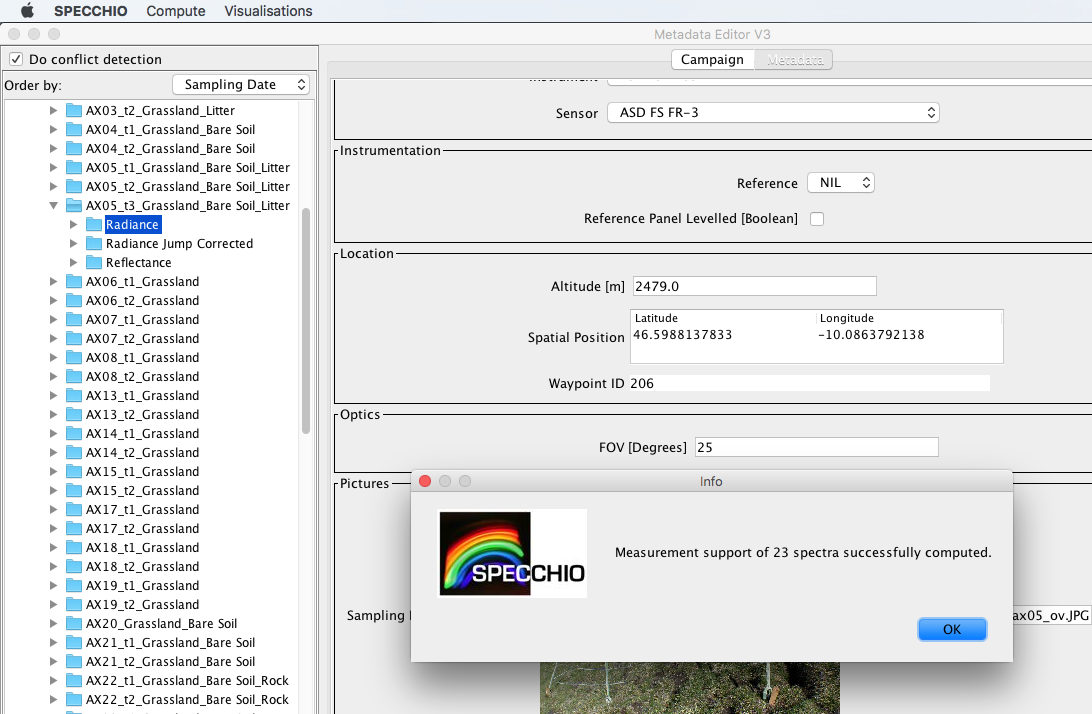 SPECCHIO Compute Visualisations
Metadata Editor V3
Do conflict detection
Order by: Sampling Date
AX03_t2_Grassland_Litter
AX04_t1_Grassland_Bare Soil
AX04_t2_Grassland_Bare Soil
AX05_t1_Grassland_Bare Soil_Litter
AX05_t2_Grassland_Bare Soil_Litter
AX05_t3_Grassland_Bare Soil_Litter
Radiance
Radiance Jump Corrected
Reflectance
AX06_t1_Grassland
AX06_t2_Grassland
AX07_t1_Grassland
AX07_t2_Grassland
AX08_t1_Grassland
AX08_t2_Grassland
AX13_t1_Grassland
AX13_t2_Grassland
AX14_t1_Grassland
AX14_t2_Grassland
AX15_t1_Grassland
AX15_t2_Grassland
AX17_t1_Grassland
AX17_t2_Grassland
AX18_t1_Grassland
AX18_t2_Grassland
AX19_t1_Grassland
AX19_t2_Grassland
AX20_Grassland_Bare Soil
AX21_t1_Grassland_Bare Soil
AX21_t2_Grassland_Bare Soil
AX22_t1_Grassland_Bare Soil_Rock
AX22_t2_Grassland_Bare Soil_Rock
Campaign Metadata
Instrument
Sensor ASD FS FR-3
Instrumentation
Reference NIL
Reference Panel Levelled [Boolean]
Location
Altitude [m] 2479.0
Latitude Longitude
Spatial Position 46.5988137833 -10.0863792138
Waypoint ID 206
Optics
FOV [Degrees] 25
Pictures
Info
SPECCHIO
Measurement support of 23 spectra successfully computed.
Sampling
ax05_ov.JPG
OK